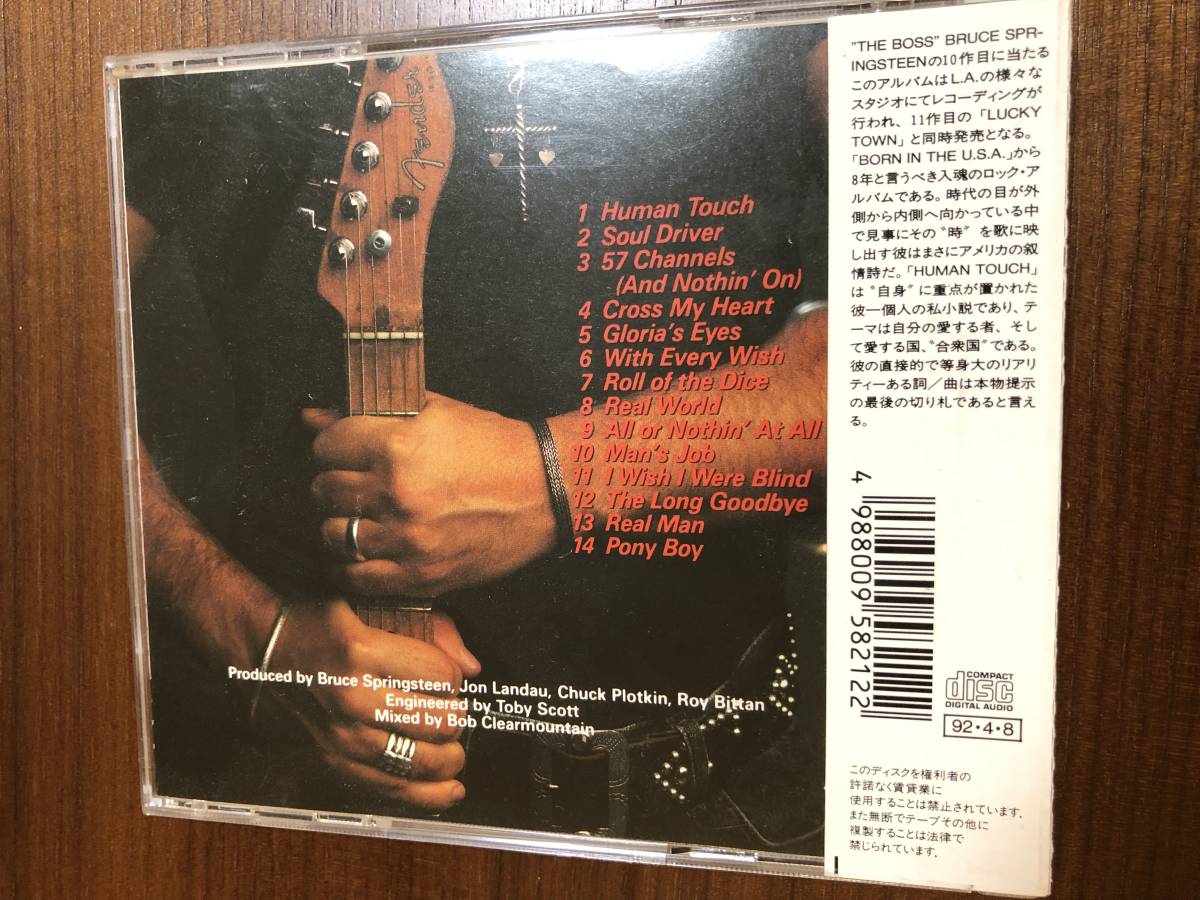 Fender
1 Human Touch
2 Soul Driver
3 57 Channels
(And Nothin' On)
4 Cross My Heart
5 Gloria's Eyes
6 With Every Wish
7 Roll of the Dice
8 Real World
9 All or Nothin' At All
10 Man's Job
11 I Wish I Were Blind
12 The Long Goodbye
13 Real Man
14 Pony Boy
Produced by Bruce Springsteen, Jon Landau, Chuck Plotkin, Roy Bittan
Engineered by Toby Scott
Mixed by Bob Clearmountain
"THE BOSS" BRUCE SPR-
INGSTEENの10作目に当たる
このアルバムはL.A.の様々な
スタジオにてレコーディングが
行われ、11作目の「LUCKY
TOWN」と同時発売となる。
「BORN IN THE U.S.A.」から
8年と言うべき入魂のロック・ア
ルバムである。時代の目が外
側から内側へ向かっている中
で見事にその〝時〟を歌に映
し出す彼はまさにアメリカの叙
情詩だ。「HUMAN TOUCH」
は〝自身〟に重点が置かれた
彼一個人の私小説であり、テ
ーマは自分の愛する者、そし
て愛する国、〝合衆国〟である。
彼の直接的で等身大のリアリ
ティーある詞/曲は本物提示
の最後の切り札であると言え
る。
4 988009 582122
COMPACT
disc
DIGITAL AUDIO
92・4・8
このディスクを権利者の
許諾なく賃貸業に
使用することは禁止されています.
また無断でテープその他に
複製することは法律で
禁じられています.